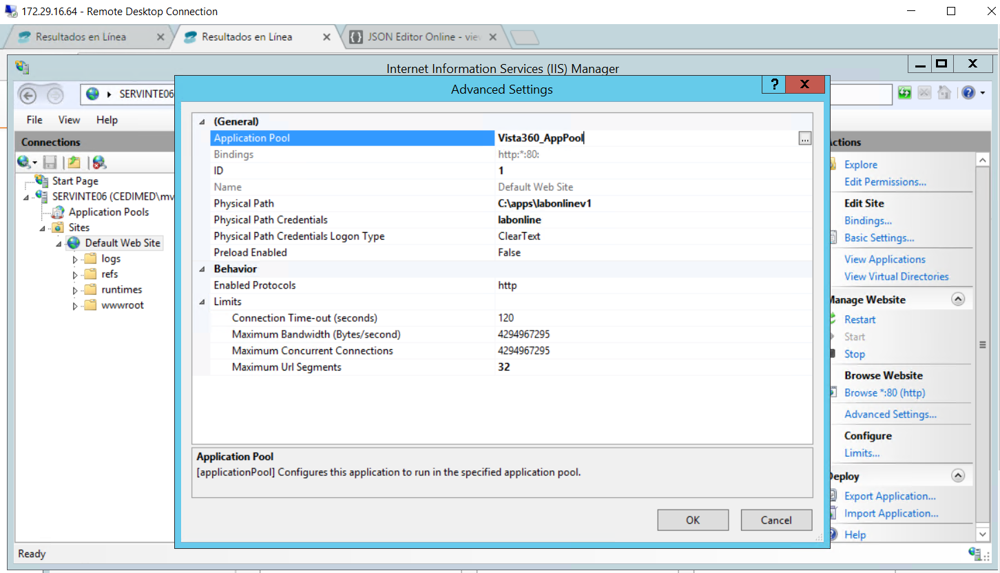 172.29.16.64 - Remote Desktop Connection
Resultados en Línea
Resultados en Línea
JSON Editor Online - vie
Internet Information Services (IIS) Manager
Advanced Settings
SERVINTE06
File View Help
Connections
Start Page
SERVINTE06 (CEDIMED\mv
Application Pools
Sites
Default Web Site
logs
refs
runtimes
wwwroot
(General)
Application Pool Vista360_AppPool ...
Bindings http:*:80:
ID 1
Name Default Web Site
Physical Path C:\apps\labonlinev1
Physical Path Credentials labonline
Physical Path Credentials Logon Type ClearText
Preload Enabled False
Behavior
Enabled Protocols http
Limits
Connection Time-out (seconds) 120
Maximum Bandwidth (Bytes/second) 4294967295
Maximum Concurrent Connections 4294967295
Maximum Url Segments 32
Application Pool
[applicationPool] Configures this application to run in the specified application pool.
OK Cancel
Actions
Explore
Edit Permissions...
Edit Site
Bindings...
Basic Settings...
View Applications
View Virtual Directories
Manage Website
Restart
Start
Stop
Browse Website
Browse *:80 (http)
Advanced Settings...
Configure
Limits...
Deploy
Export Application...
Import Application...
Help
Ready